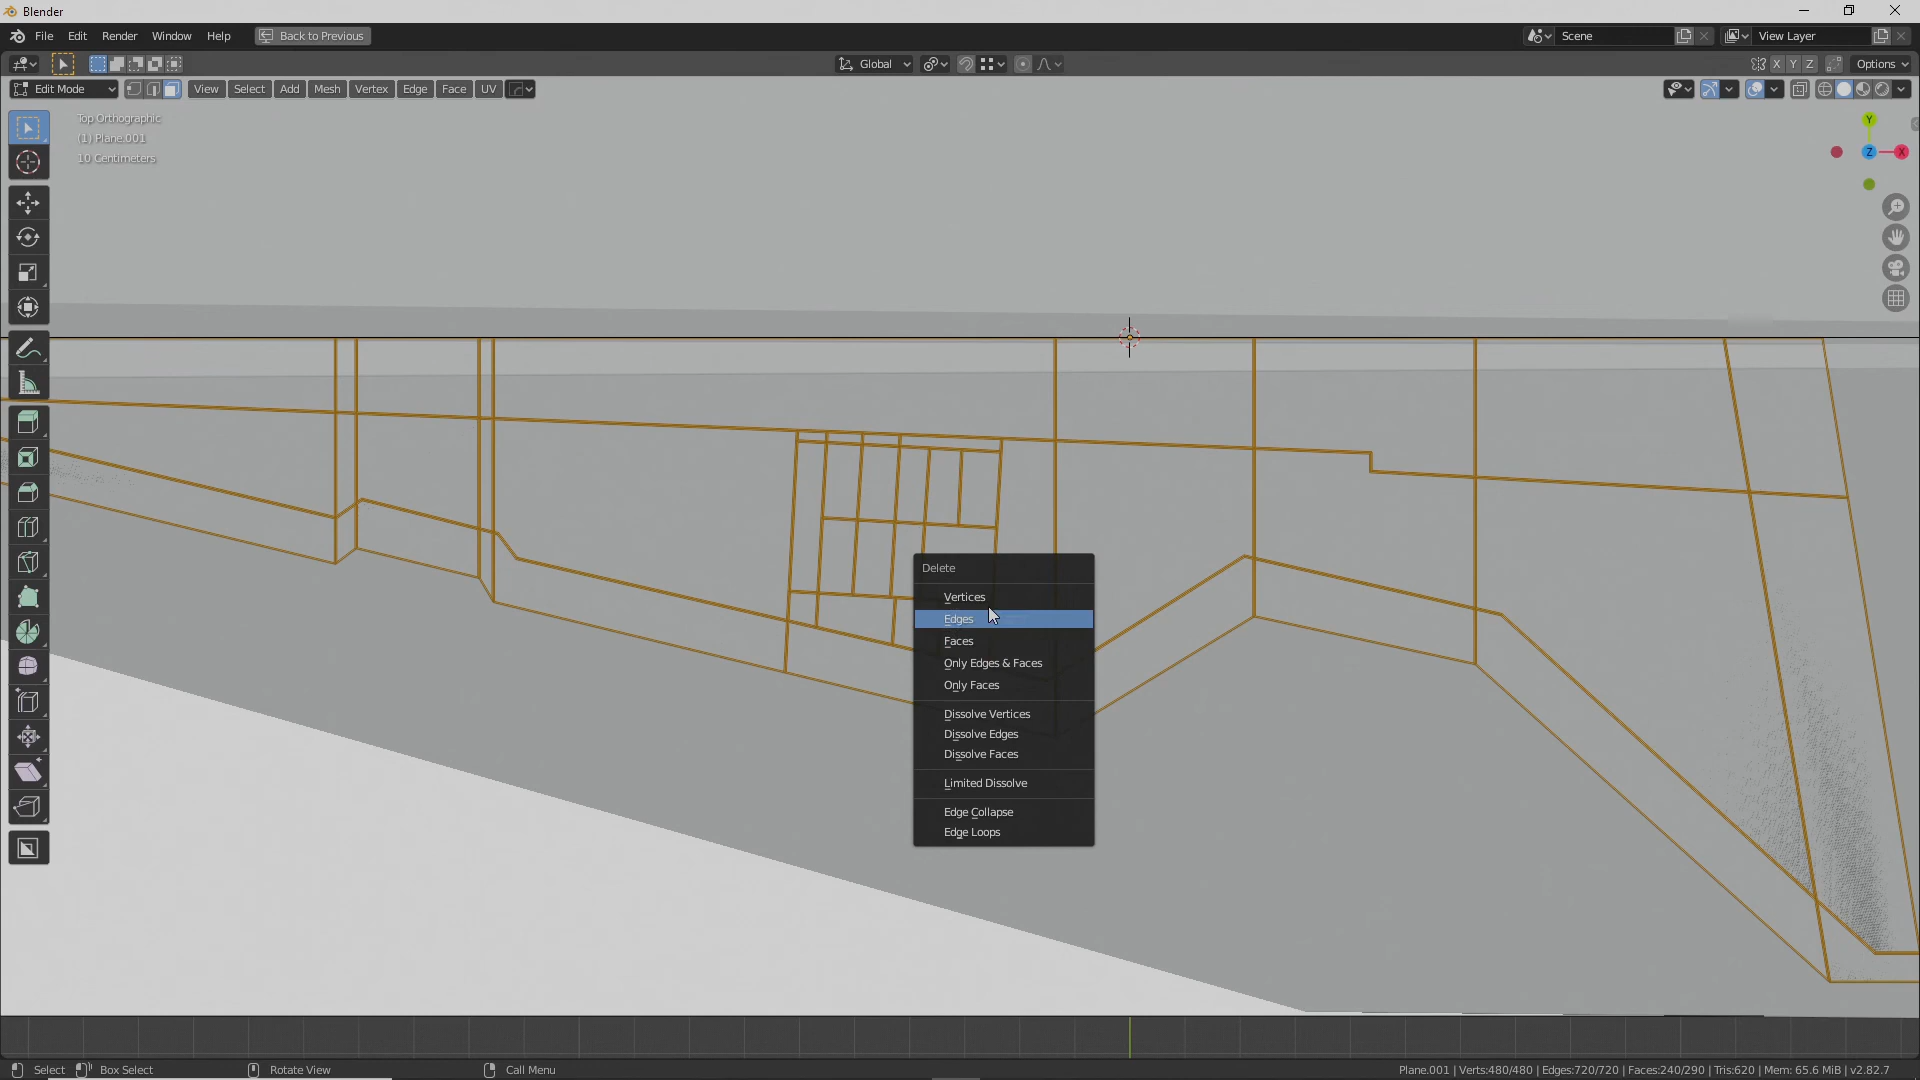 Blender
File Edit Render Window Help Back to Previous Scene View Layer
Global X Y Z Options
Edit Mode View Select Add Mesh Vertex Edge Face UV
Top Orthographic
(1) Plane.001
10 Centimeters
Y
Z
X
Delete
Vertices
Edges
Faces
Only Edges & Faces
Only Faces
Dissolve Vertices
Dissolve Edges
Dissolve Faces
Limited Dissolve
Edge Collapse
Edge Loops
Select Box Select Rotate View Call Menu Plane.001 | Verts:480/480 | Edges:720/720 | Faces:240/290 | Tris:620 | Mem: 65.6 MiB | v2.82.7